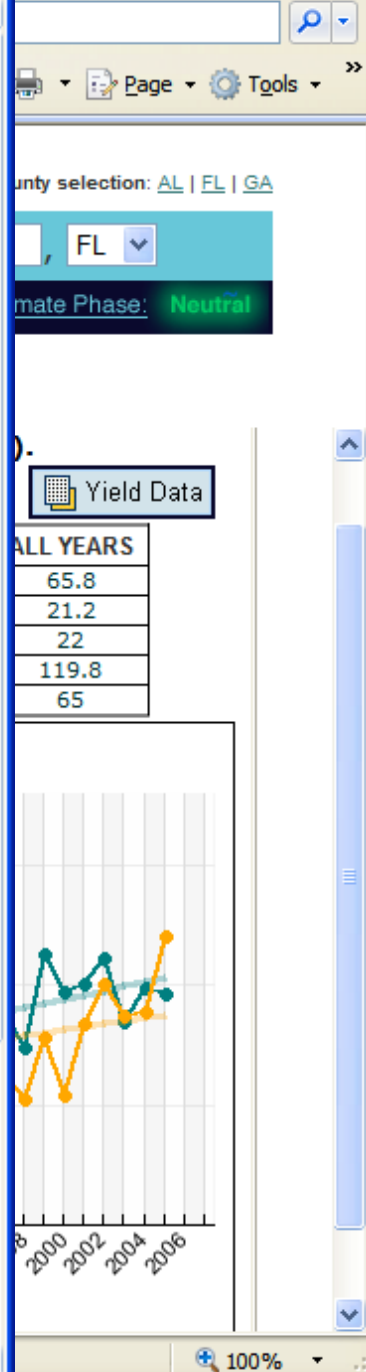 Page Tools »
unty selection: AL | FL | GA
, FL
mate Phase: Neutral
).
Yield Data
ALL YEARS
65.8
21.2
22
119.8
65
8 2000 2002 2004 2006
100%